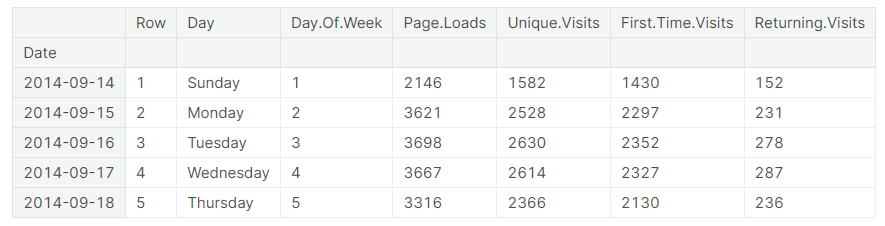 Row Day Day.Of.Week Page.Loads Unique.Visits First.Time.Visits Returning.Visits
Date
2014-09-14 1 Sunday 1 2146 1582 1430 152
2014-09-15 2 Monday 2 3621 2528 2297 231
2014-09-16 3 Tuesday 3 3698 2630 2352 278
2014-09-17 4 Wednesday 4 3667 2614 2327 287
2014-09-18 5 Thursday 5 3316 2366 2130 236